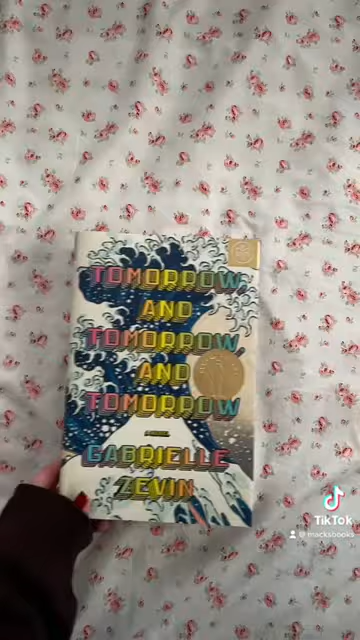 TOMORROW,
AND
TOMORROW,
AND
TOMORROW
A NOVEL
GABRIELLE
ZEVIN
TikTok
@macksbooks